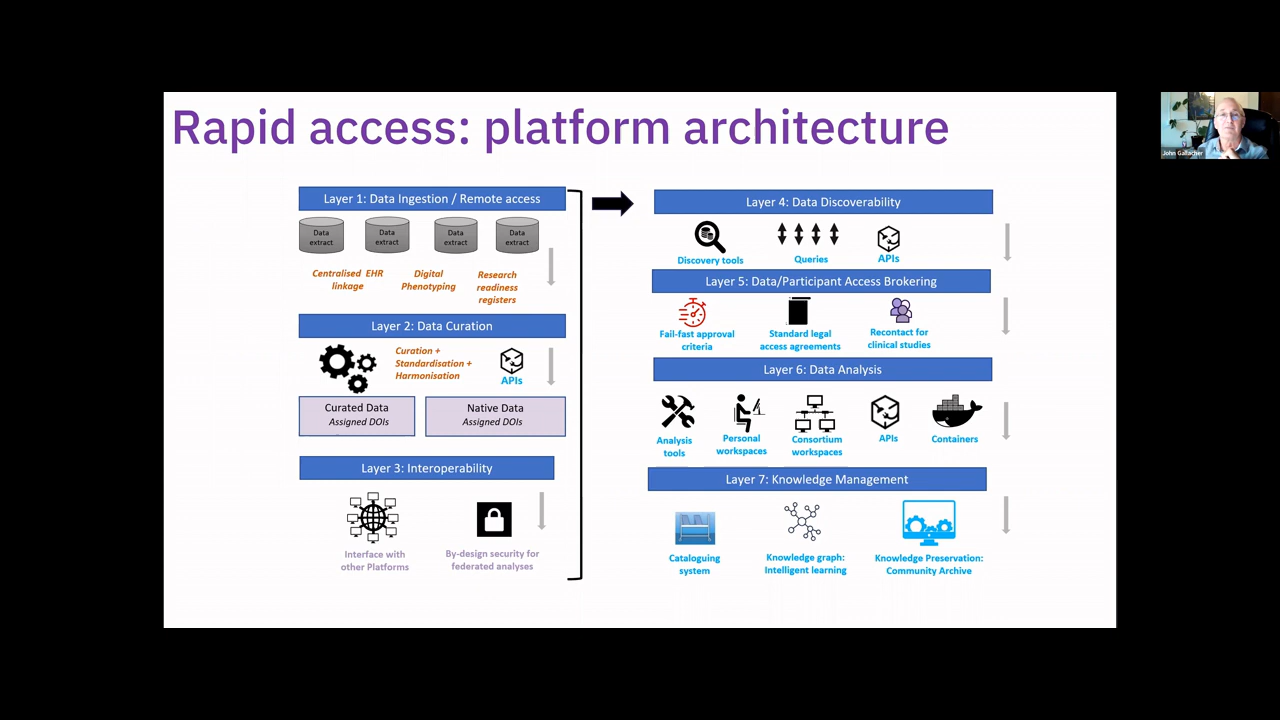 Rapid access: platform architecture
John Gallacher
Layer 1: Data Ingestion / Remote access
Data
extract
Data
extract
Data
extract
Data
extract
Centralised EHR
linkage
Digital
Phenotyping
Research
readiness
registers
Layer 2: Data Curation
Curation +
Standardisation +
Harmonisation
APIs
Curated Data
Assigned DOIs
Native Data
Assigned DOIs
Layer 3: Interoperability
Interface with
other Platforms
By-design security for
federated analyses
Layer 4: Data Discoverability
Discovery tools
Queries
APIs
Layer 5: Data/Participant Access Brokering
Fail-fast approval
criteria
Standard legal
access agreements
Recontact for
clinical studies
Layer 6: Data Analysis
Analysis
tools
Personal
workspaces
Consortium
workspaces
APIs
Containers
Layer 7: Knowledge Management
Cataloguing
system
Knowledge graph:
Intelligent learning
Knowledge Preservation:
Community Archive